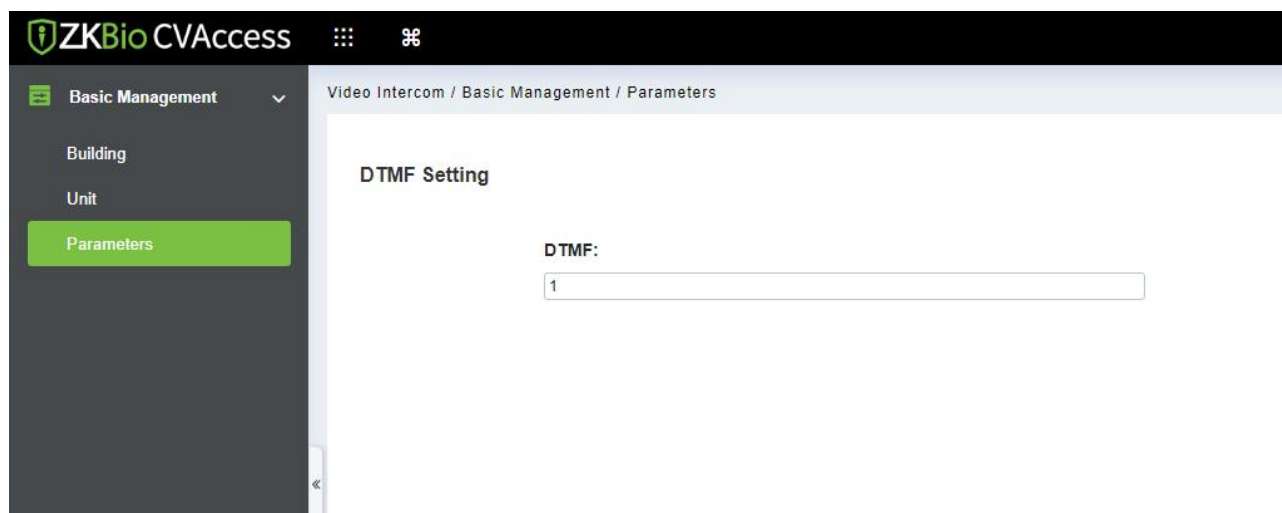 ZKBio CVAccess
Basic Management
Building
Unit
Parameters
Video Intercom / Basic Management / Parameters
DTMF Setting
DTMF:
1